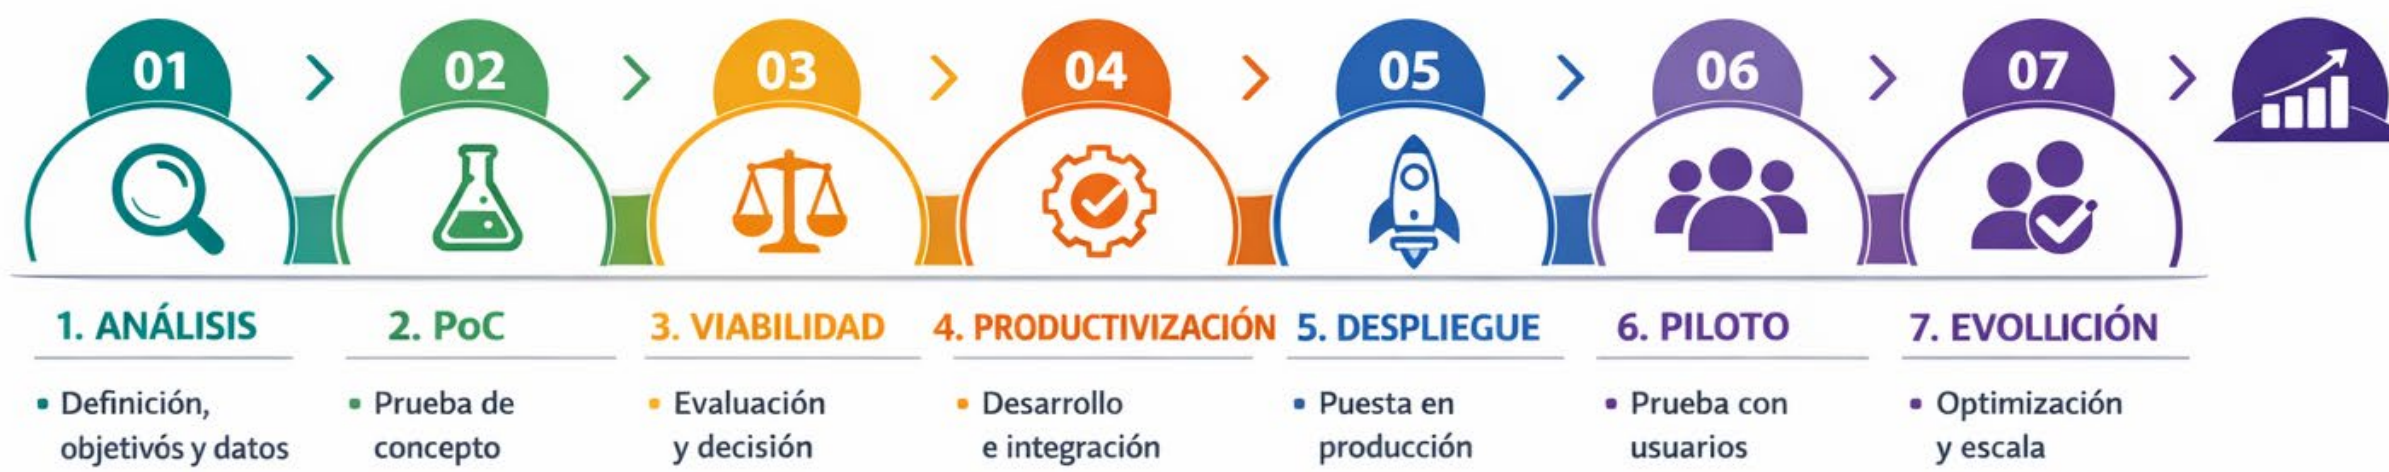 01
02
03
04
05
06
07
1. ANÁLISIS
2. PoC
3. VIABILIDAD
4. PRODUCTIVIZACIÓN
5. DESPLIEGUE
6. PILOTO
7. EVOLLICIÓN
• Definición,
objetivós y datos
• Prueba de
concepto
• Evaluación
y decisión
• Desarrollo
e integración
• Puesta en
producción
• Prueba con
usuarios
• Optimización
y escala